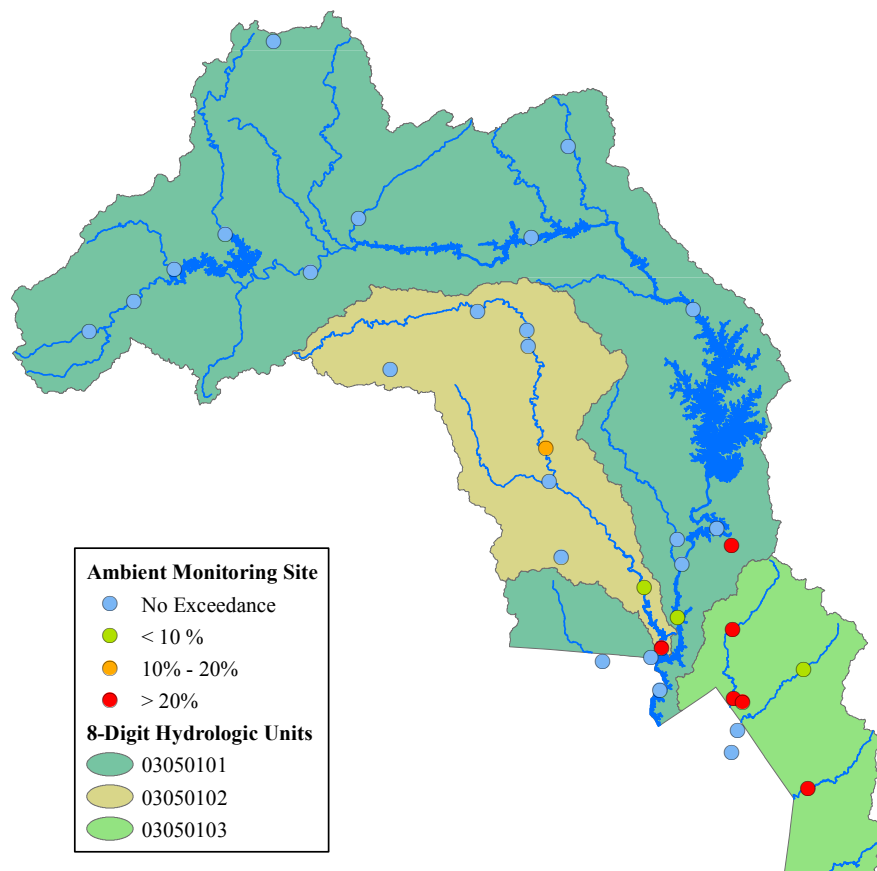 Ambient Monitoring Site
No Exceedance
< 10 %
10% - 20%
> 20%
8-Digit Hydrologic Units
03050101
03050102
03050103